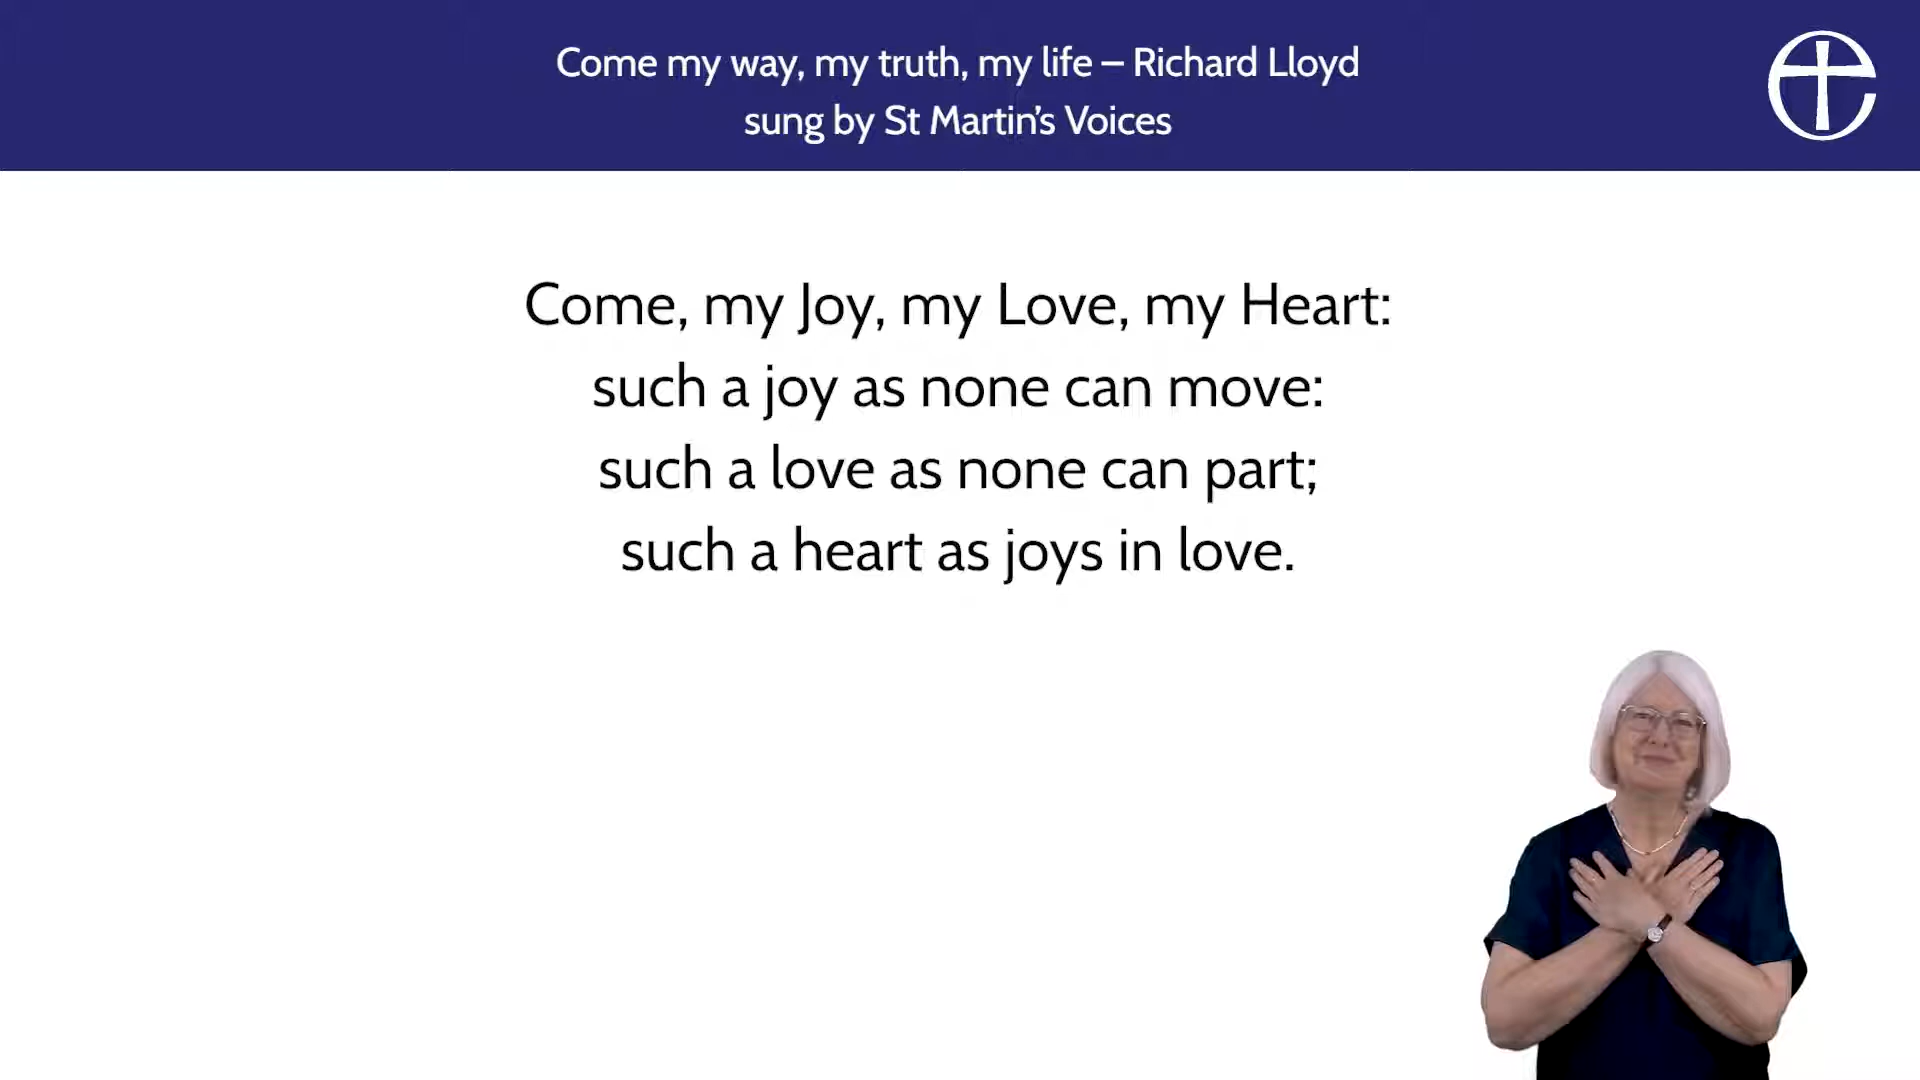 Come my way, my truth, my life – Richard Lloyd
sung by St Martin’s Voices
Come, my Joy, my Love, my Heart:
such a joy as none can move:
such a love as none can part;
such a heart as joys in love.